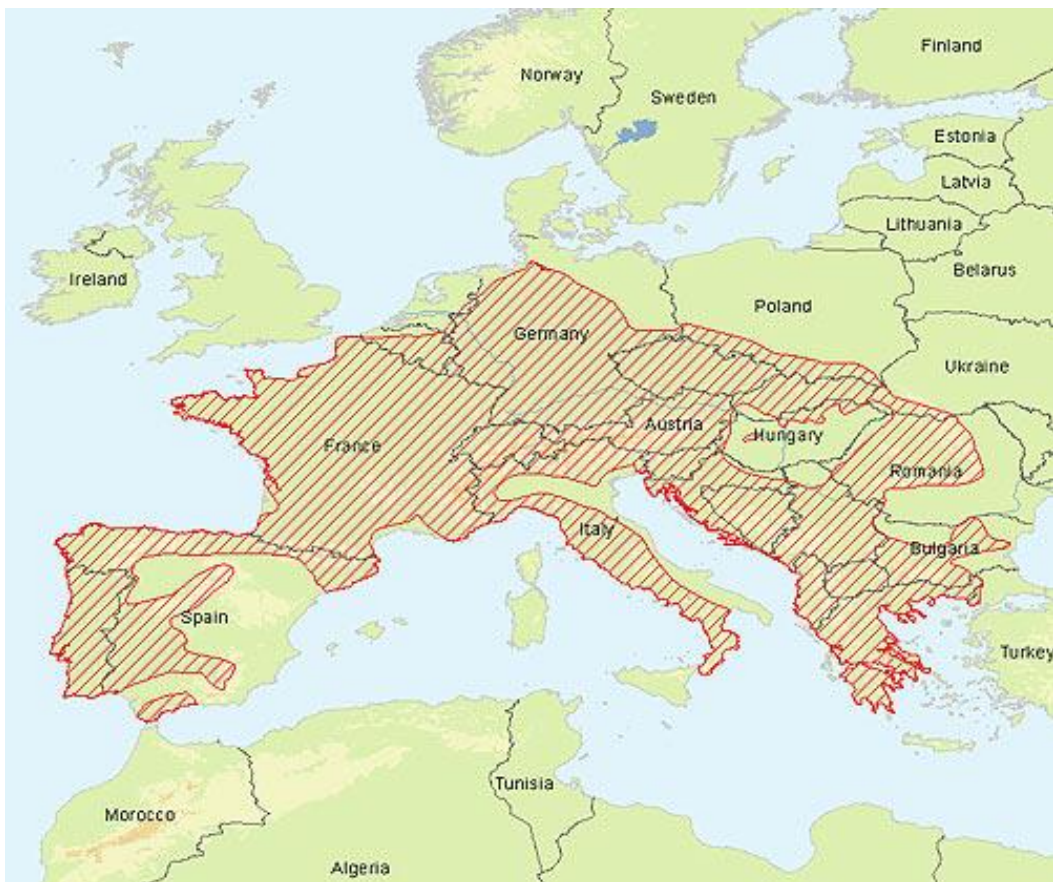 Finland
Norway
Sweden
Estonia
Latvia
Lithuania
Ireland
Belarus
Poland
Germany
Ukraine
Austria
Hungary
France
Romania
Italy
Bulgaria
Spain
Turkey
Tunisia
Morocco
Algeria